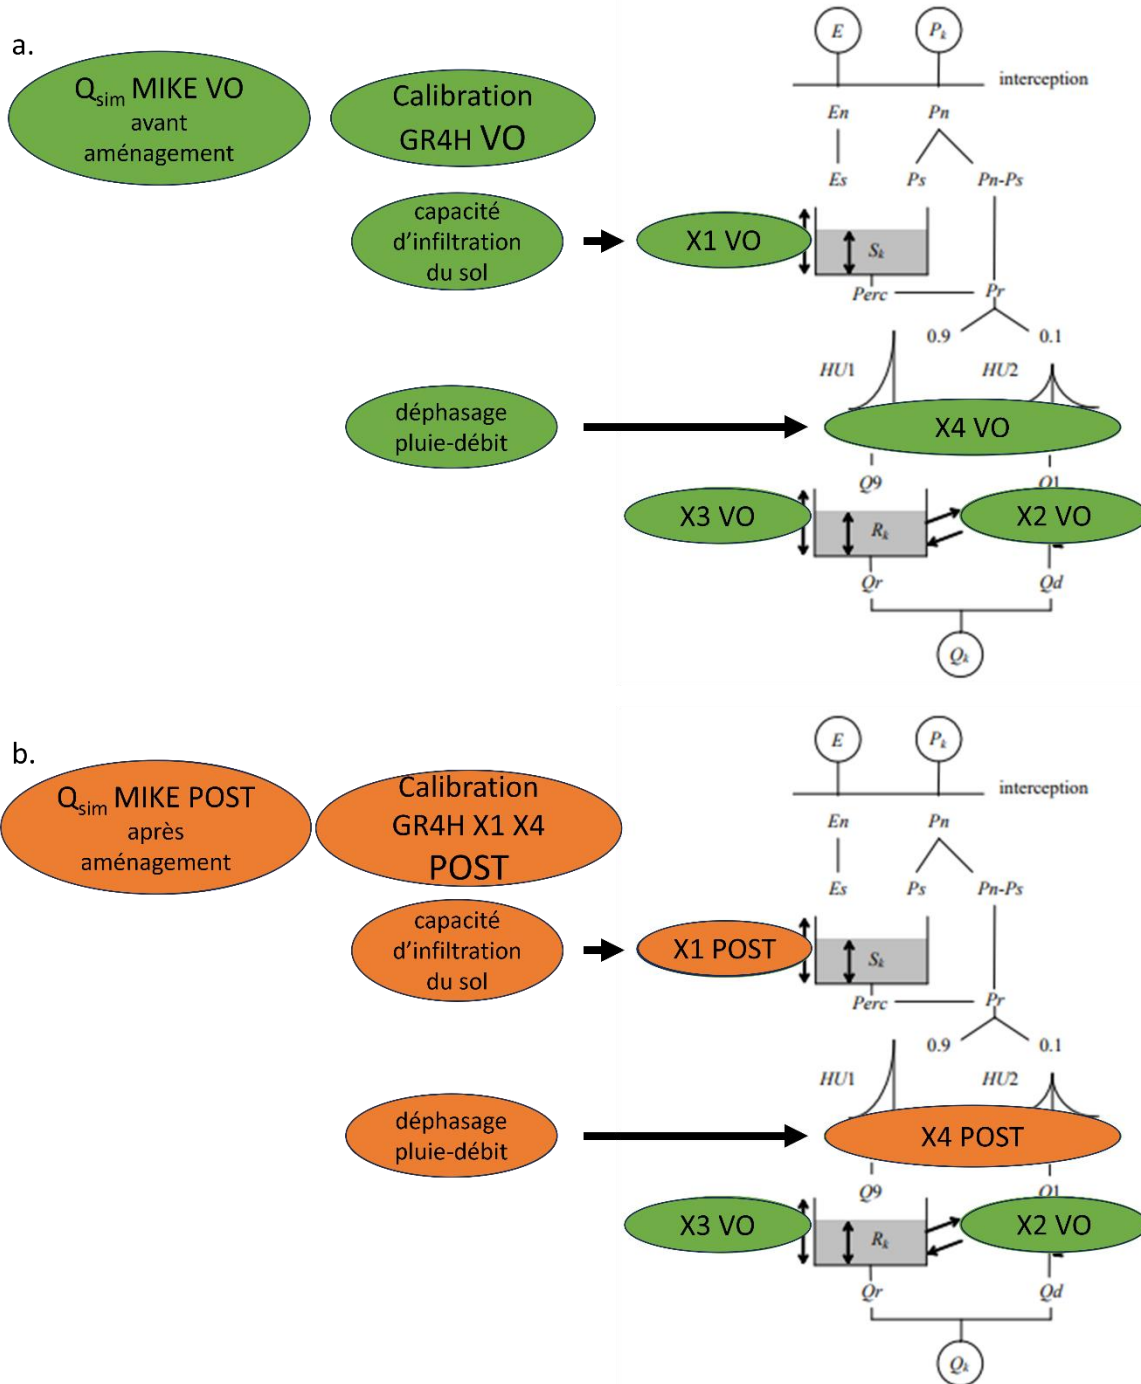 a.
Qsim MIKE VO
avant
aménagement
Calibration
GR4H VO
capacité
d'infiltration
du sol
déphasage
pluie-débit
E
Pk
interception
En
Pn
Es
Ps
Pn-Ps
X1 VO
Sk
Perc
Pr
0.9
0.1
HU1
HU2
X4 VO
Q9
Q1
X3 VO
Rk
X2 VO
Qr
Qd
Qk
b.
Qsim MIKE POST
après
aménagement
Calibration
GR4H X1 X4
POST
capacité
d'infiltration
du sol
déphasage
pluie-débit
E
Pk
interception
En
Pn
Es
Ps
Pn-Ps
X1 POST
Sk
Perc
Pr
0.9
0.1
HU1
HU2
X4 POST
Q9
Q1
X3 VO
Rk
X2 VO
Qr
Qd
Qk